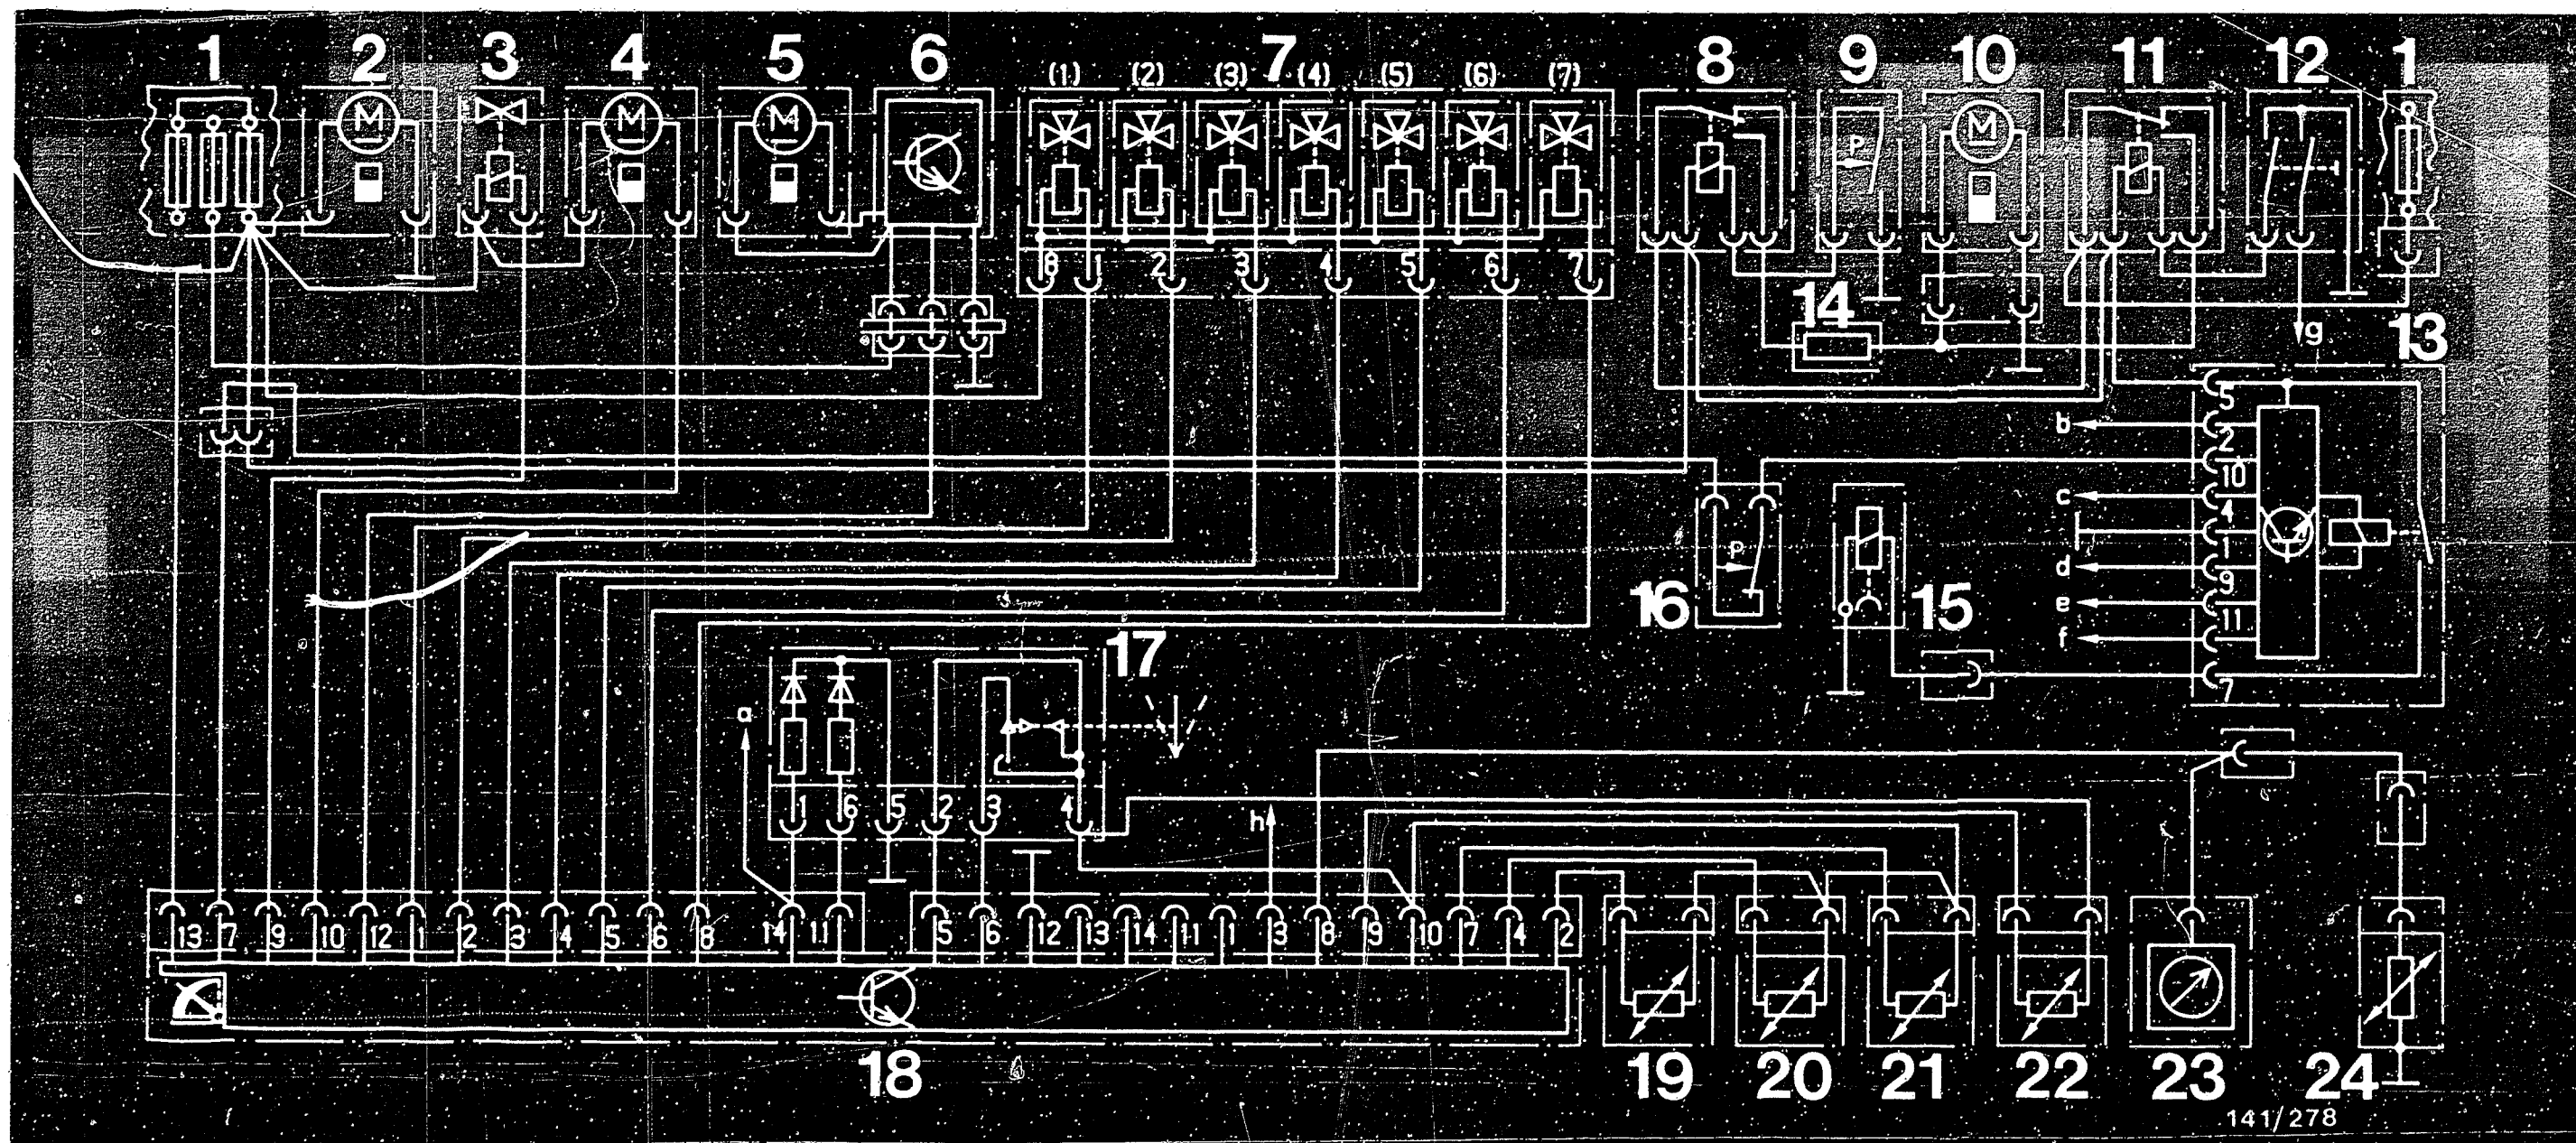 1 2 3 4 5 6 7 8 9 10 11 12 1
(1) (2) (3) (4) (5) (6) (7)
M M M M
P
8 1 2 3 4 5 6 7
14
g
13
5
b
2
10
c
4
1
d
9
e
11
f
7
P
16
15
17
a
1 6 5 2 3 4
h
13 7 9 10 12 1 2 3 4 5 6 8 14 11 5 6 12 13 14 11 1 3 8 9 10 7 4 2
18 19 20 21 22 23 24
141/278